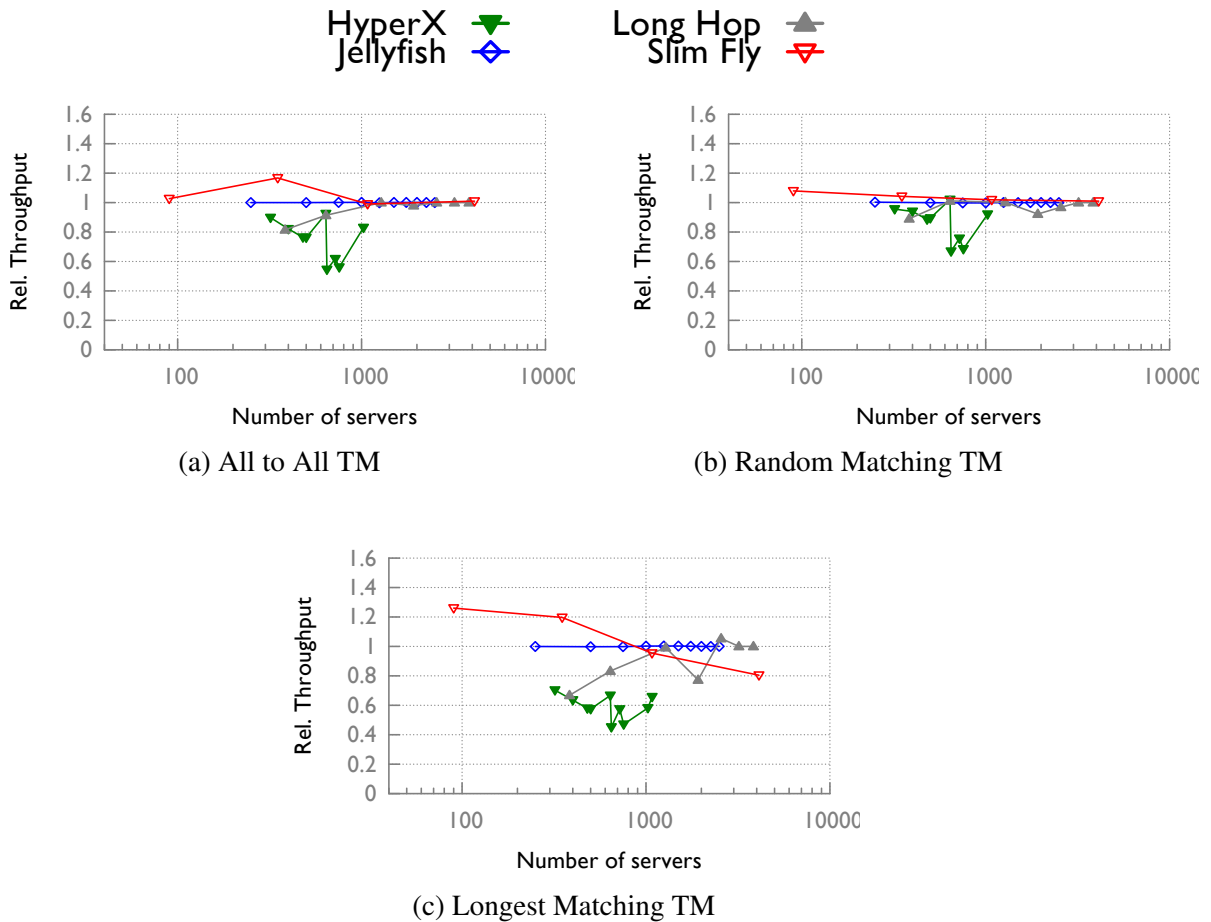 HyperX Long Hop
Jellyfish Slim Fly
1.6
1.4
1.2
1
0.8
0.6
0.4
0.2
0
Rel. Throughput
100 1000 10000
Number of servers
(a) All to All TM
1.6
1.4
1.2
1
0.8
0.6
0.4
0.2
0
Rel. Throughput
100 1000 10000
Number of servers
(b) Random Matching TM
1.6
1.4
1.2
1
0.8
0.6
0.4
0.2
0
Rel. Throughput
100 1000 10000
Number of servers
(c) Longest Matching TM